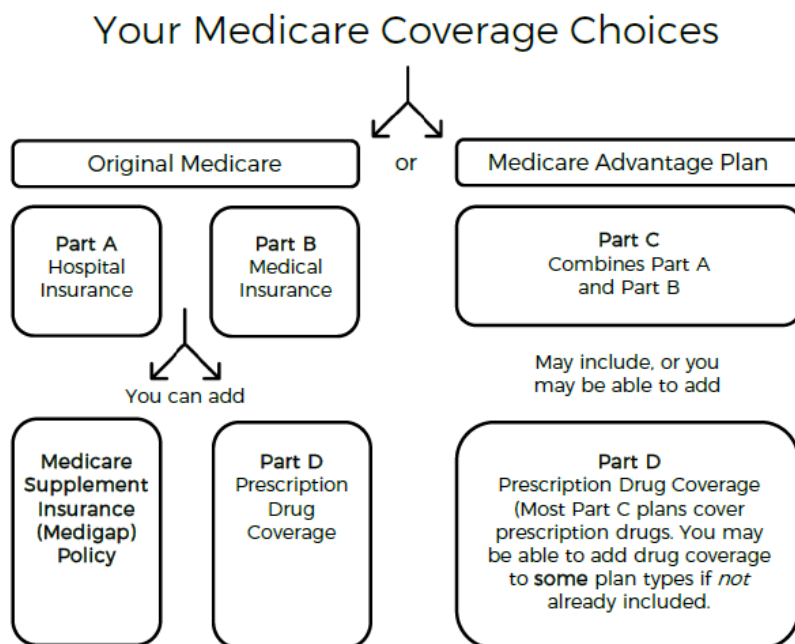 Your Medicare Coverage Choices
Original Medicare
or
Medicare Advantage Plan
Part A
Hospital
Insurance
Part B
Medical
Insurance
Part C
Combines Part A
and Part B
You can add
May include, or you
may be able to add
Medicare
Supplement
Insurance
(Medigap)
Policy
Part D
Prescription
Drug
Coverage
Part D
Prescription Drug Coverage
(Most Part C plans cover
prescription drugs. You may
be able to add drug coverage
to some plan types if not
already included.